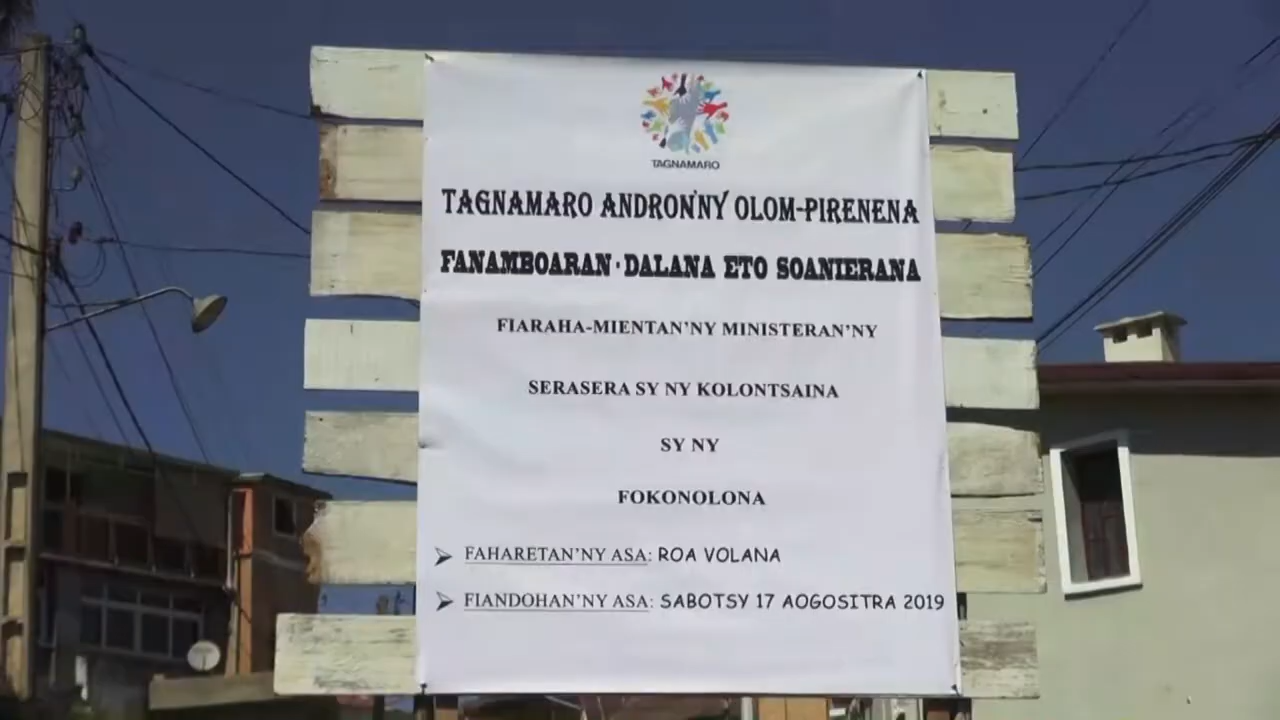 TAGNAMARO
TAGNAMARO ANDRON'NY OLOM-PIRENENA
FANAMBOARAN-DALANA ETO SOANIERANA
FIARAHA-MIENTAN'NY MINISTERAN'NY
SERASERA SY NY KOLONTSAINA
SY NY
FOKONOLONA
➢ FAHARETAN'NY ASA: ROA VOLANA
➢ FIANDOHAN'NY ASA: SABOTSY 17 AOGOSITRA 2019